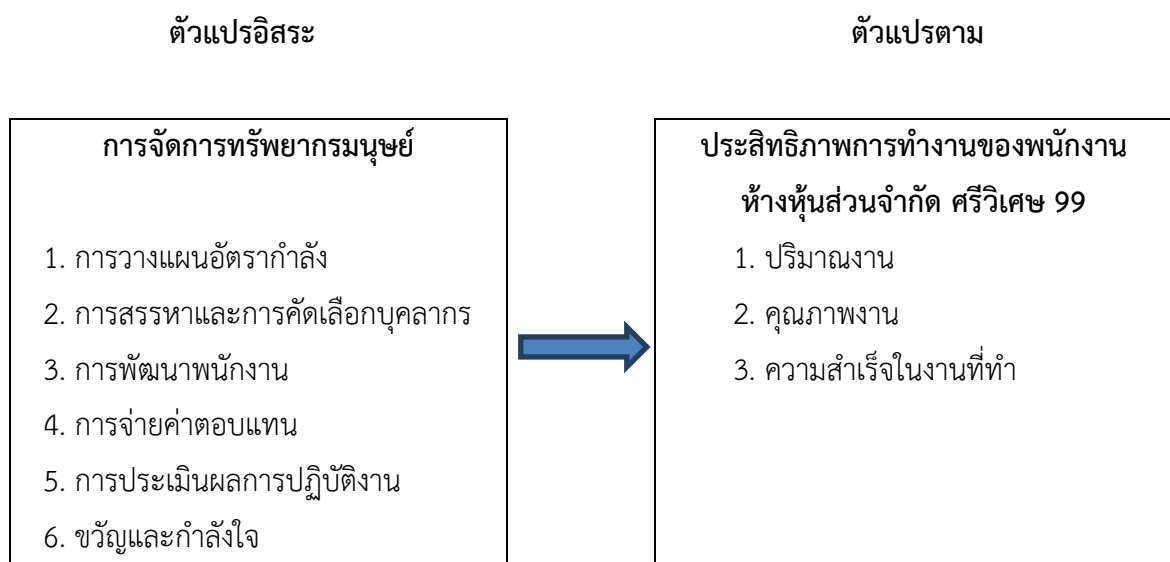 ตัวแปรอิสระ
ตัวแปรตาม
การจัดการทรัพยากรมนุษย์
1. การวางแผนอัตรากำลัง
2. การสรรหาและการคัดเลือกบุคลากร
3. การพัฒนาพนักงาน
4. การจ่ายค่าตอบแทน
5. การประเมินผลการปฏิบัติงาน
6. ขวัญและกำลังใจ
ประสิทธิภาพการทำงานของพนักงาน
ห้างหุ้นส่วนจำกัด ศรีวิเศษ 99
1. ปริมาณงาน
2. คุณภาพงาน
3. ความสำเร็จในงานที่ทำ